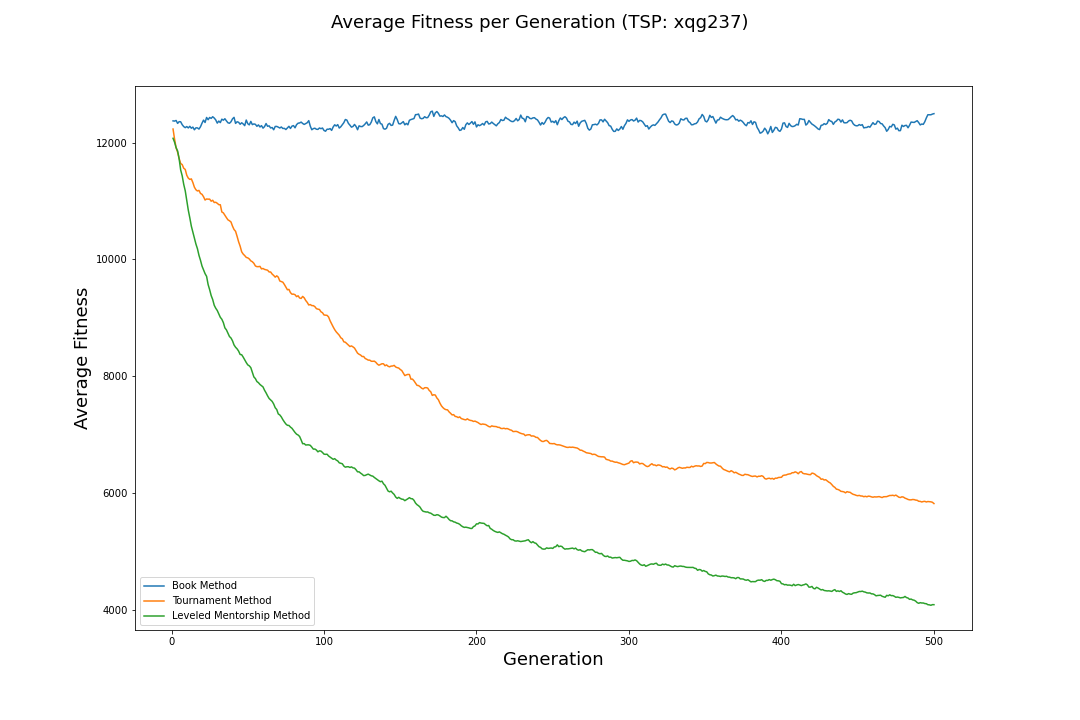 Average Fitness per Generation (TSP: xqg237)
12000
10000
8000
6000
4000
Average Fitness
Book Method
Tournament Method
Leveled Mentorship Method
0 100 200 300 400 500
Generation